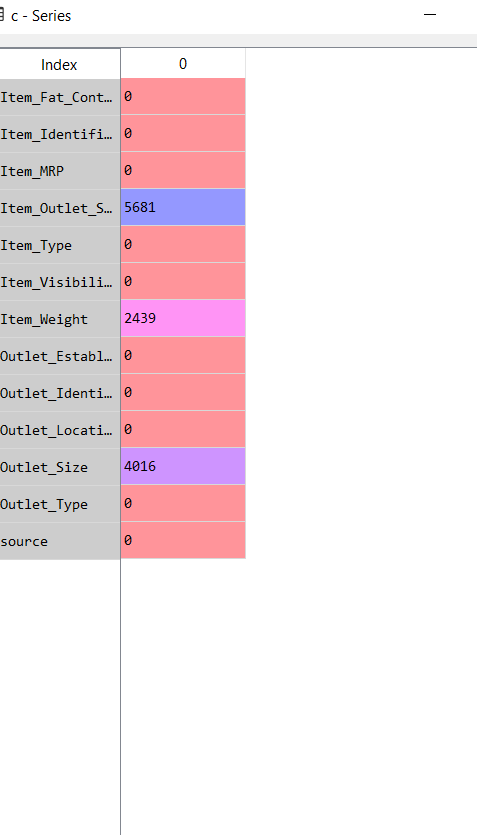 c - Series
Index 0
Item_Fat_Cont... 0
Item_Identifi... 0
Item_MRP 0
Item_Outlet_S... 5681
Item_Type 0
Item_Visibili... 0
Item_Weight 2439
Outlet_Establ... 0
Outlet_Identi... 0
Outlet_Locati... 0
Outlet_Size 4016
Outlet_Type 0
source 0